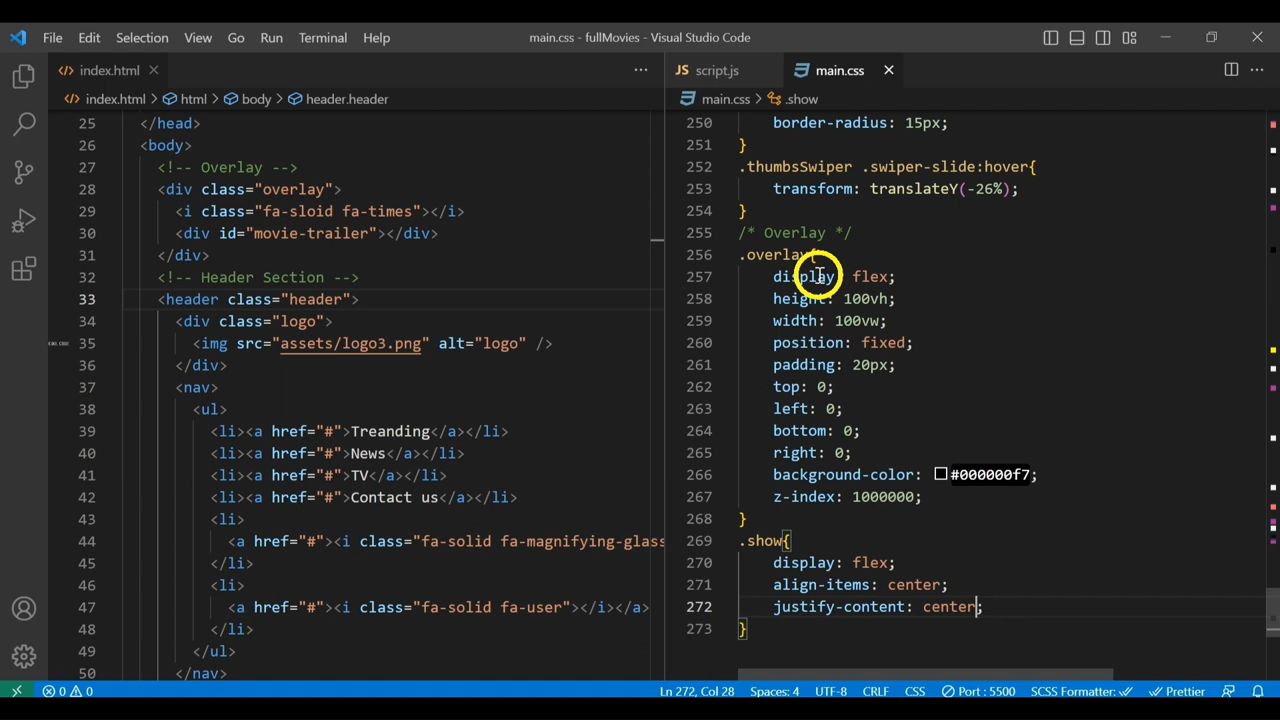 File Edit Selection View Go Run Terminal Help main.css - fullMovies - Visual Studio Code
index.html
index.html > html > body > header.header
25 </head>
26 <body>
27 <!-- Overlay -->
28 <div class="overlay">
29 <i class="fa-sloid fa-times"></i>
30 <div id="movie-trailer"></div>
31 </div>
32 <!-- Header Section -->
33 <header class="header">
34 <div class="logo">
35 <img src="assets/logo3.png" alt="logo" />
36 </div>
37 <nav>
38 <ul>
39 <li><a href="#">Treanding</a></li>
40 <li><a href="#">News</a></li>
41 <li><a href="#">TV</a></li>
42 <li><a href="#">Contact us</a></li>
43 <li>
44 <a href="#"><i class="fa-solid fa-magnifying-glass
45 </li>
46 <li>
47 <a href="#"><i class="fa-solid fa-user"></i></a>
48 </li>
49 </ul>
50 </nav>
JS script.js main.css
main.css > .show
250 border-radius: 15px;
251 }
252 .thumbsSwiper .swiper-slide:hover{
253 transform: translateY(-26%);
254 }
255 /* Overlay */
256 .overlay{
257 display: flex;
258 height: 100vh;
259 width: 100vw;
260 position: fixed;
261 padding: 20px;
262 top: 0;
263 left: 0;
264 bottom: 0;
265 right: 0;
266 background-color: #000000f7;
267 z-index: 1000000;
268 }
269 .show{
270 display: flex;
271 align-items: center;
272 justify-content: center;
273 }
0 0 Ln 272, Col 28 Spaces: 4 UTF-8 CRLF CSS Port : 5500 SCSS Formatter: Prettier